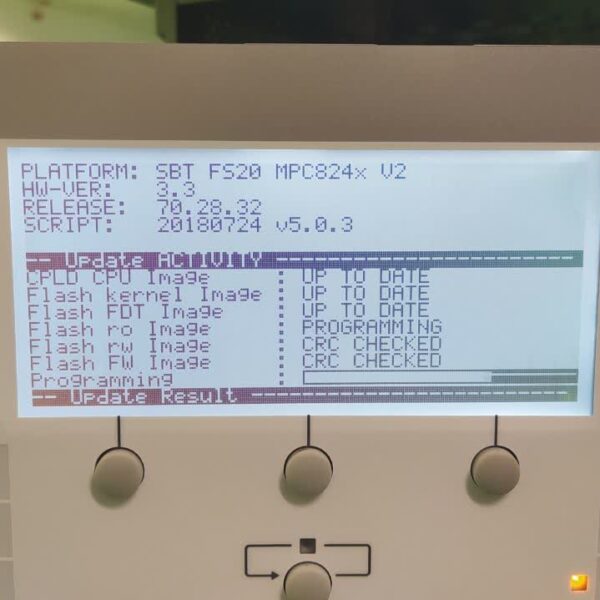 PLATFORM: SBT FS20 MPC824x V2
HW-VER: 3.3
RELEASE: 70.28.32
SCRIPT: 20180724 v5.0.3
-- Update ACTIVITY --------------------
CPLD CPU Image : UP TO DATE
Flash kernel Image : UP TO DATE
Flash FDT Image : UP TO DATE
Flash ro Image : PROGRAMMING
Flash rw Image : CRC CHECKED
Flash FW Image : CRC CHECKED
Programming :
-- Update Result ----------------------